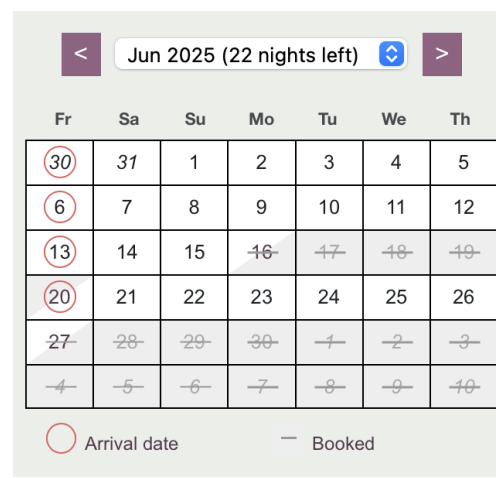 < Jun 2025 (22 nights left) >
Fr Sa Su Mo Tu We Th
30 31 1 2 3 4 5
6 7 8 9 10 11 12
13 14 15 16 17 18 19
20 21 22 23 24 25 26
27 28 29 30 1 2 3
4 5 6 7 8 9 10
Arrival date — Booked